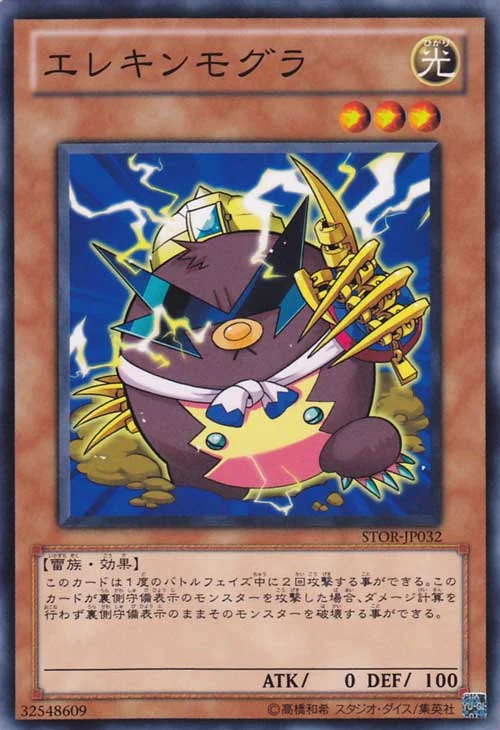 エレキンモグラ
ひかり
光
STOR-JP032
【雷族・効果】
このカードは１度のバトルフェイズ中に２回攻撃する事ができる。この
カードが裏側守備表示のモンスターを攻撃した場合、ダメージ計算を
行わず裏側守備表示のままそのモンスターを破壊する事ができる。
ATK/ 0 DEF/ 100
32548609
©高橋和希 スタジオ・ダイス/集英社